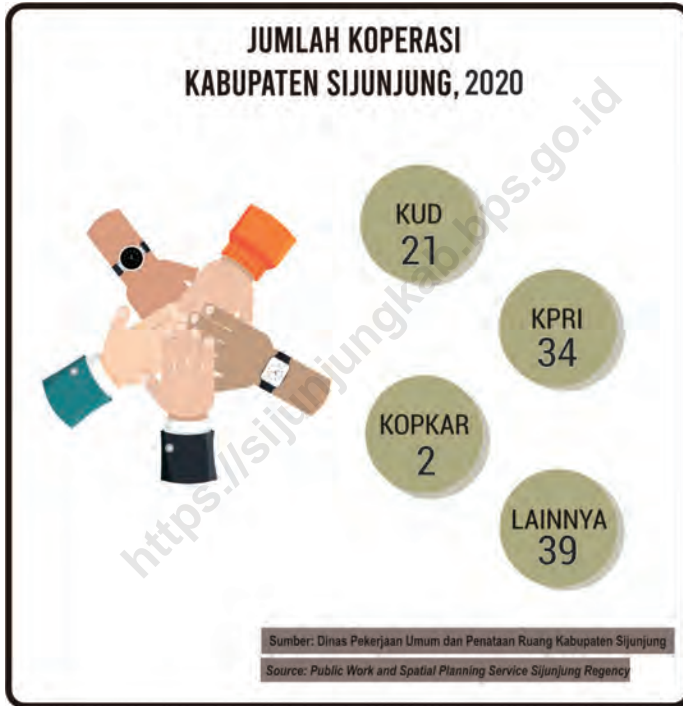 JUMLAH KOPERASI
KABUPATEN SIJUNJUNG, 2020
KUD
21
KPRI
34
KOPKAR
2
LAINNYA
39
https://sijunjungkab.bps.go.id
Sumber: Dinas Pekerjaan Umum dan Penataan Ruang Kabupaten Sijunjung
Source: Public Work and Spatial Planning Service Sijunjung Regency